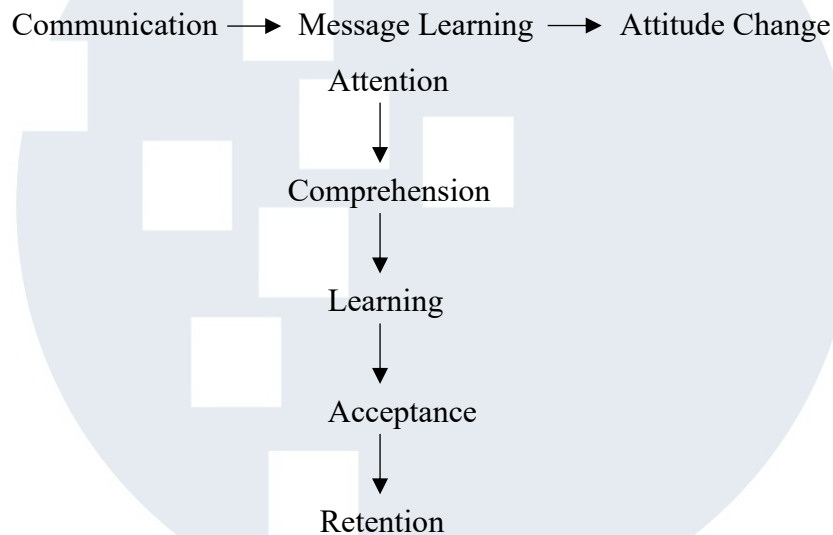 Communication Message Learning Attitude Change
Attention
Comprehension
Learning
Acceptance
Retention